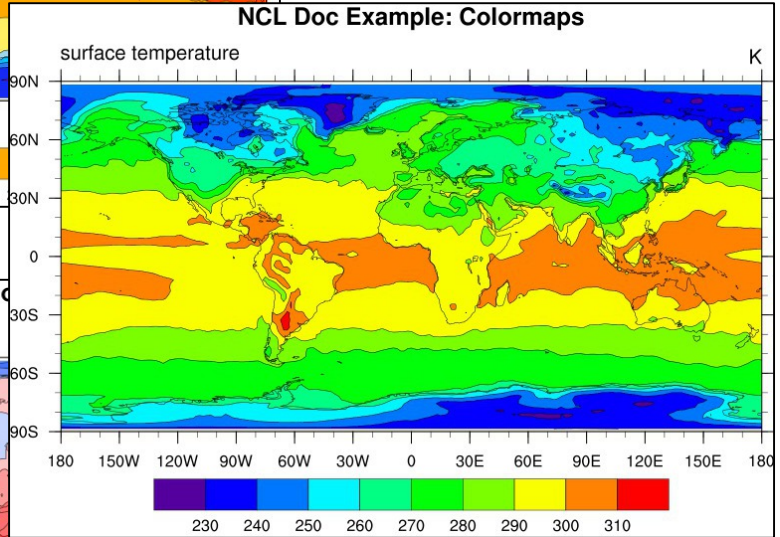 NCL Doc Example: Colormaps
surface temperature K
90N
60N
30N
0
30S
60S
90S
180 150W 120W 90W 60W 30W 0 30E 60E 90E 120E 150E 180
230 240 250 260 270 280 290 300 310